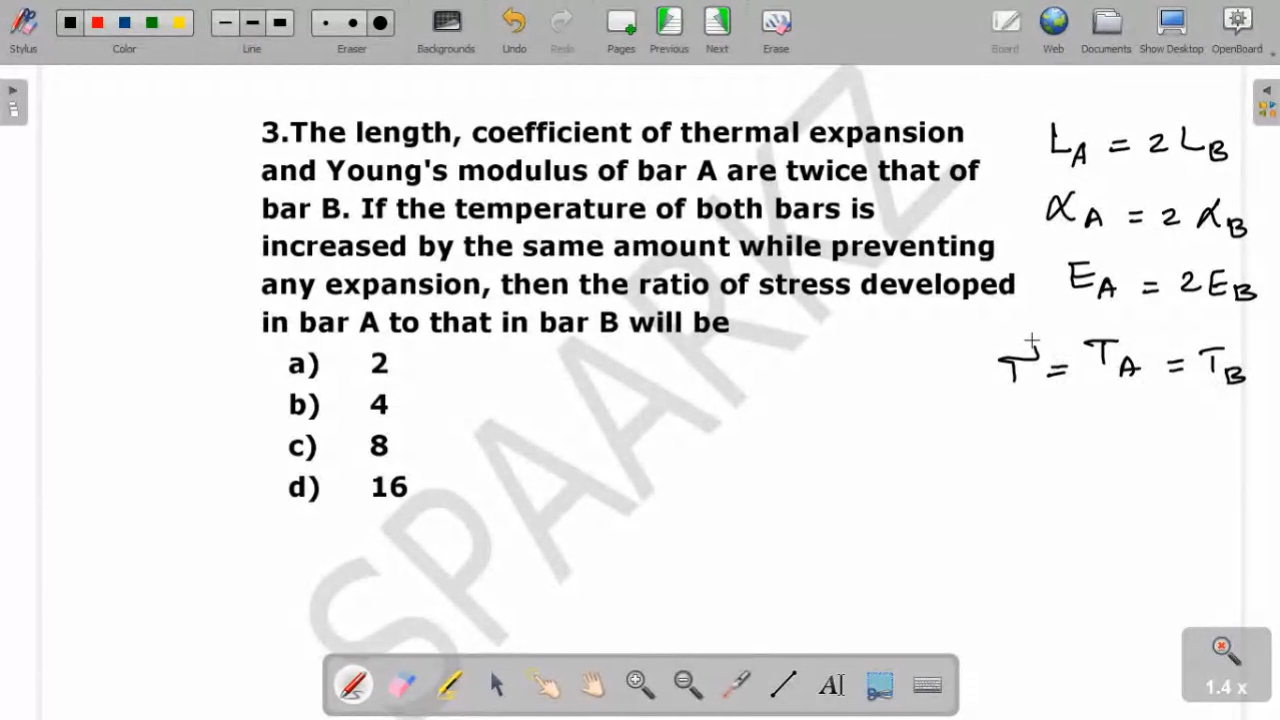 Stylus Color Line Eraser Backgrounds Undo Redo Pages Previous Next Erase Board Web Documents Show Desktop OpenBoard
3.The length, coefficient of thermal expansion
and Young's modulus of bar A are twice that of
bar B. If the temperature of both bars is
increased by the same amount while preventing
any expansion, then the ratio of stress developed
in bar A to that in bar B will be
a) 2
b) 4
c) 8
d) 16
L_A = 2 L_B
α_A = 2 α_B
E_A = 2E_B
T = T_A = T_B
SPARKZ
AI
1.4 x